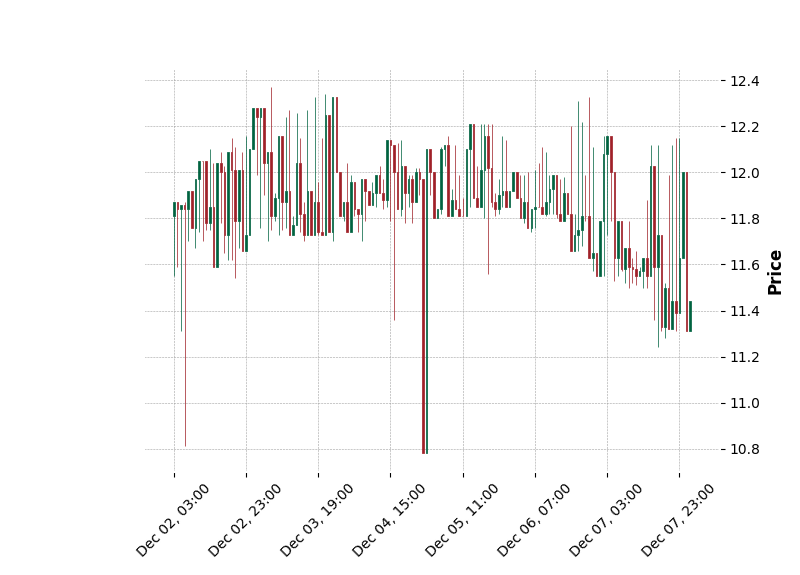 12.4
12.2
12.0
11.8
11.6
11.4
11.2
11.0
10.8
Price
Dec 02, 03:00
Dec 02, 23:00
Dec 03, 19:00
Dec 04, 15:00
Dec 05, 11:00
Dec 06, 07:00
Dec 07, 03:00
Dec 07, 23:00